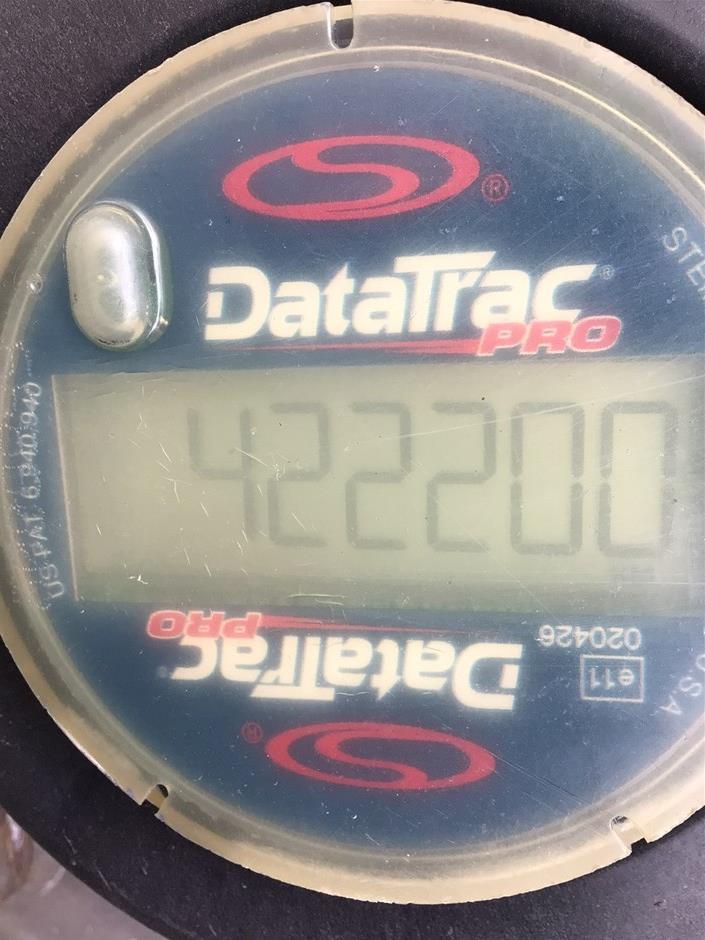 ®
DataTrac®
PRO
422200
US PAT. 6,940,940
020426
e11
U.S.A
DataTrac®
PRO
®